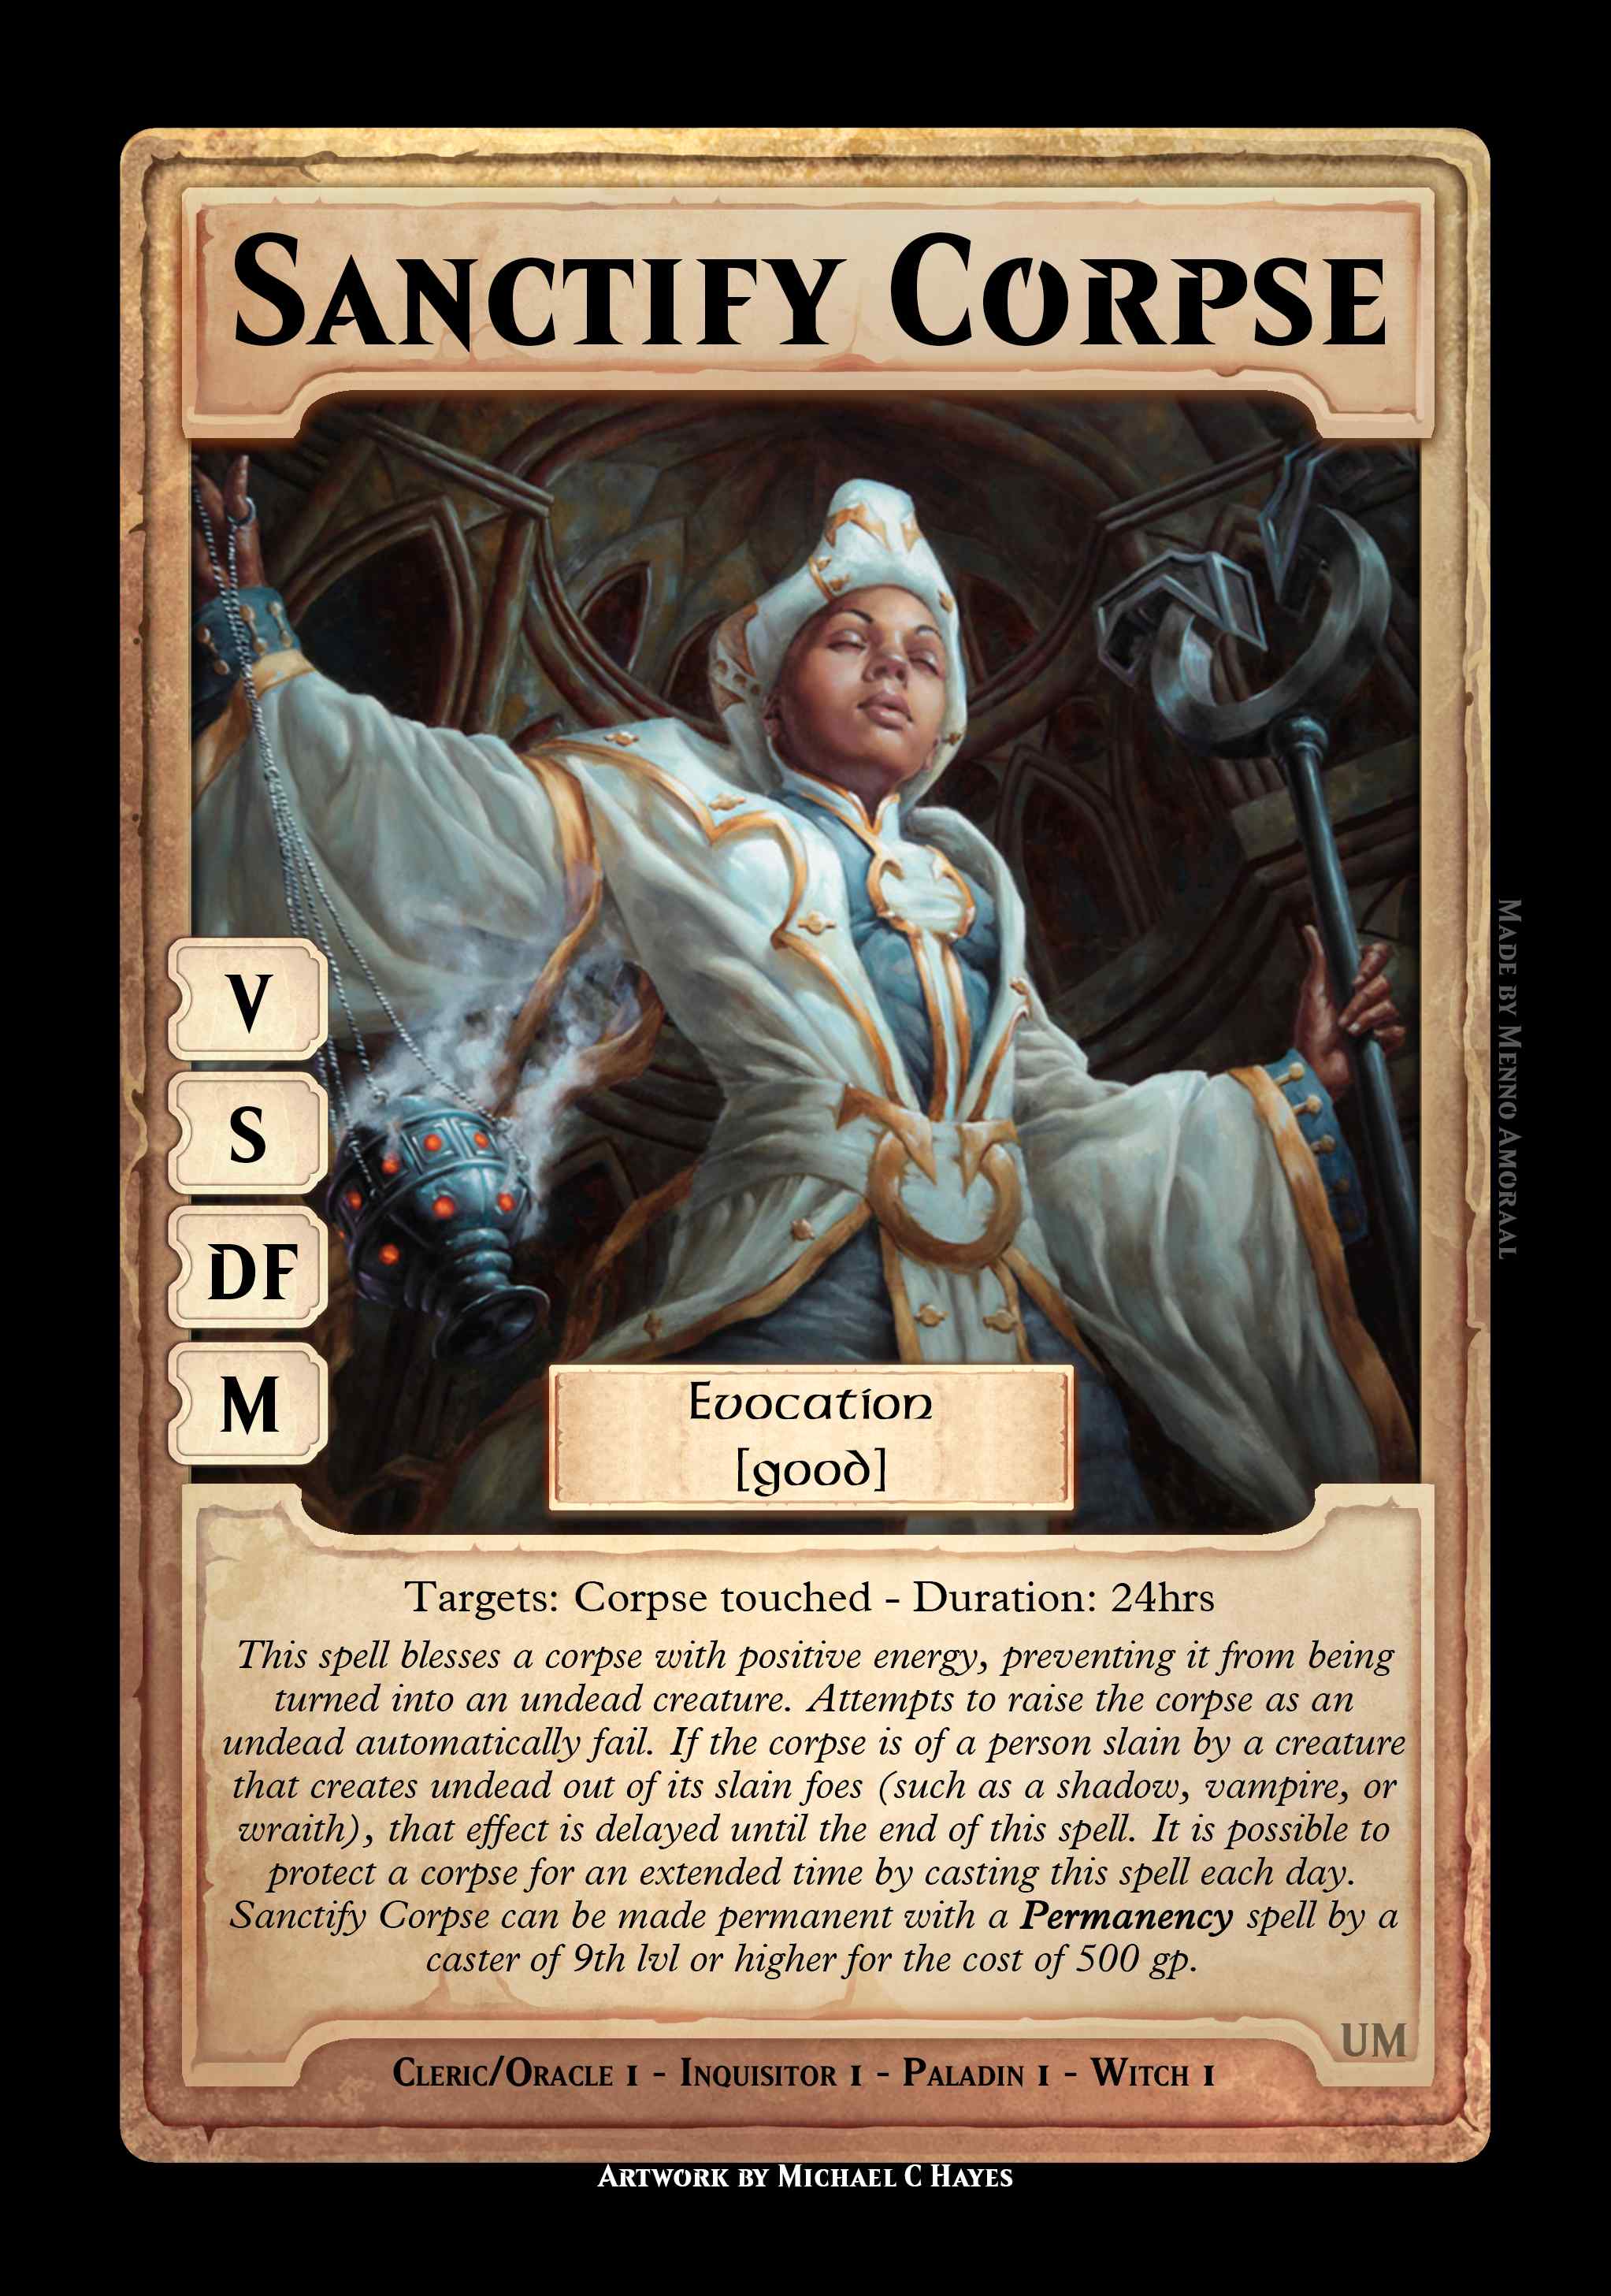 Sanctify Corpse
V
S
DF
M
Evocation
[good]
Targets: Corpse touched - Duration: 24hrs
This spell blesses a corpse with positive energy, preventing it from being
turned into an undead creature. Attempts to raise the corpse as an
undead automatically fail. If the corpse is of a person slain by a creature
that creates undead out of its slain foes (such as a shadow, vampire, or
wraith), that effect is delayed until the end of this spell. It is possible to
protect a corpse for an extended time by casting this spell each day.
Sanctify Corpse can be made permanent with a Permanency spell by a
caster of 9th lvl or higher for the cost of 500 gp.
UM
Cleric/Oracle 1 - Inquisitor 1 - Paladin 1 - Witch 1
Artwork by Michael C Hayes
Made by Menno Amoraal